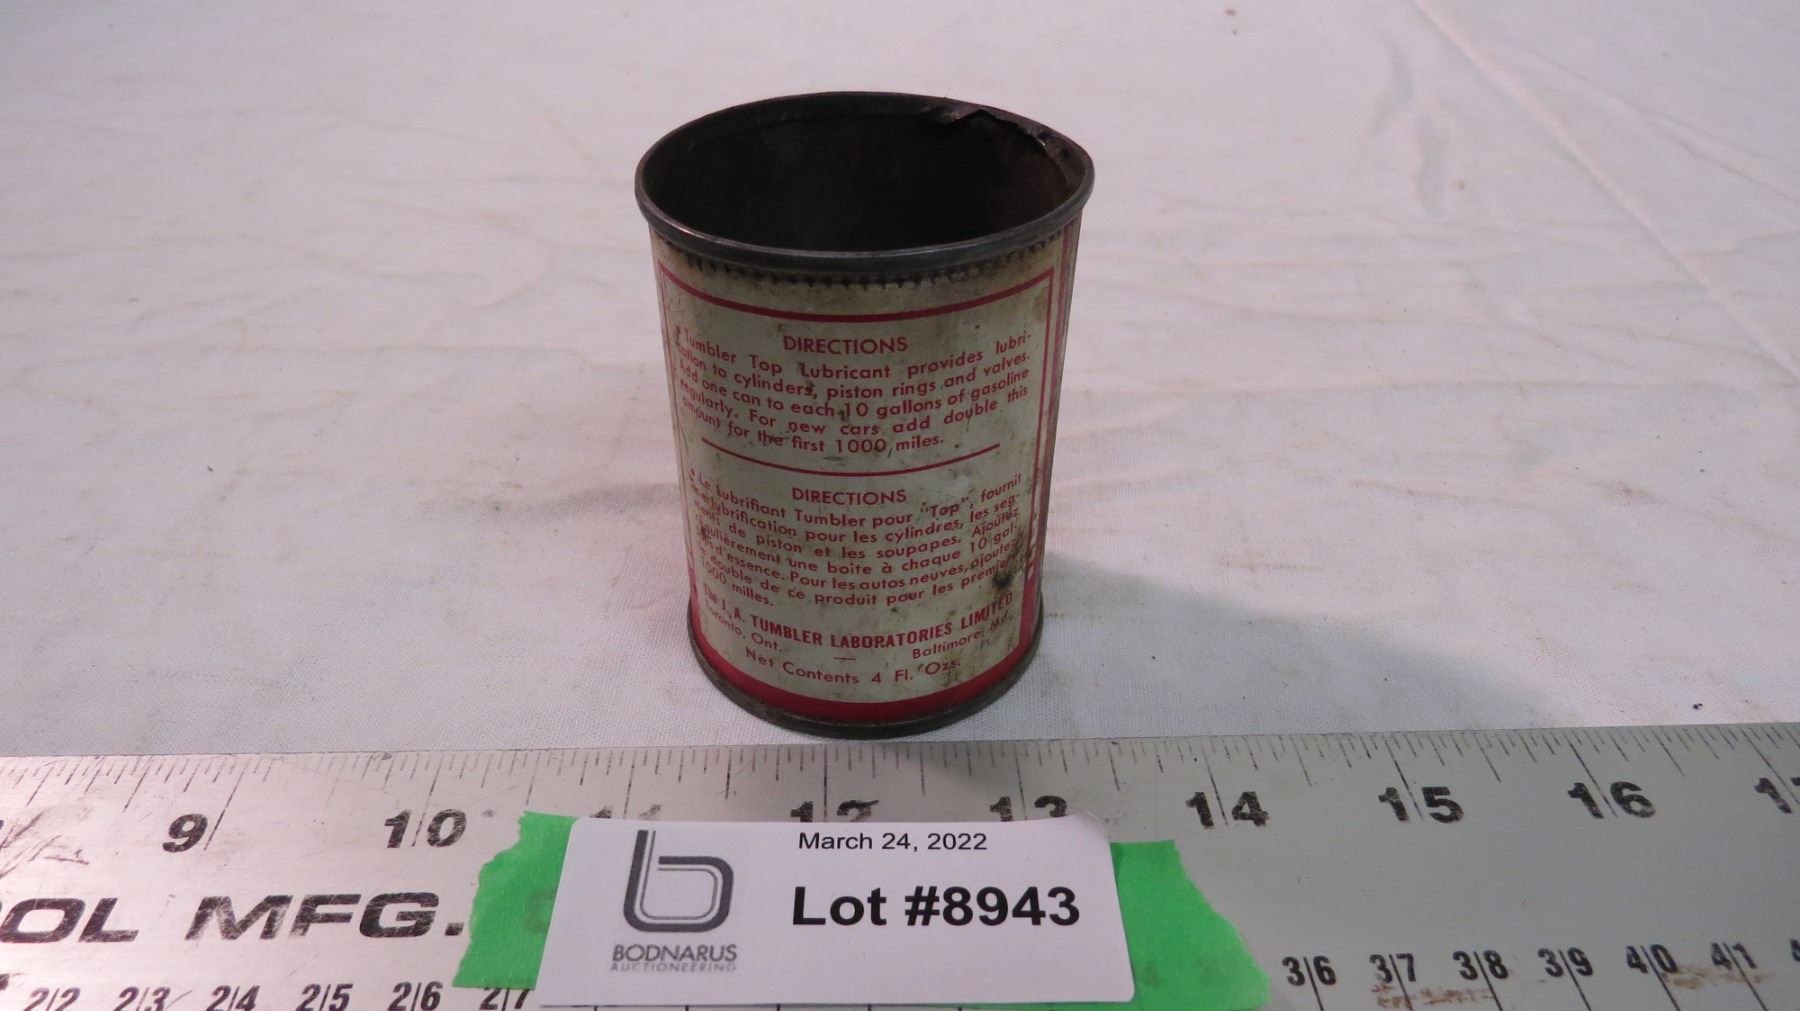 DIRECTIONS
Tumbler Top Lubricant provides lubri-
cation to cylinders, piston rings and valves.
Add one can to each 10 gallons of gasoline
regularly. For new cars add double this
amount for the first 1000 miles.
DIRECTIONS
Le Lubrifiant Tumbler pour "Top", fournit
lubrification pour les cylindres, les seg-
ments de piston et les soupapes. Ajoutez
régulièrement une boite à chaque 10 gal-
d'essence. Pour les autos neuves, ajoutez
le double de ce produit pour les
1000 milles.
The J. A. TUMBLER LABORATORIES LIMITED
Toronto, Ont. Baltimore, Md.
Net Contents 4 Fl. Ozs.
9 10 11 12 13 14 15 16
March 24, 2022
Lot #8943
b
BODNARUS
AUCTIONEERING
OL MFG.
22 23 24 25 26 27 36 37 38 39 40 41